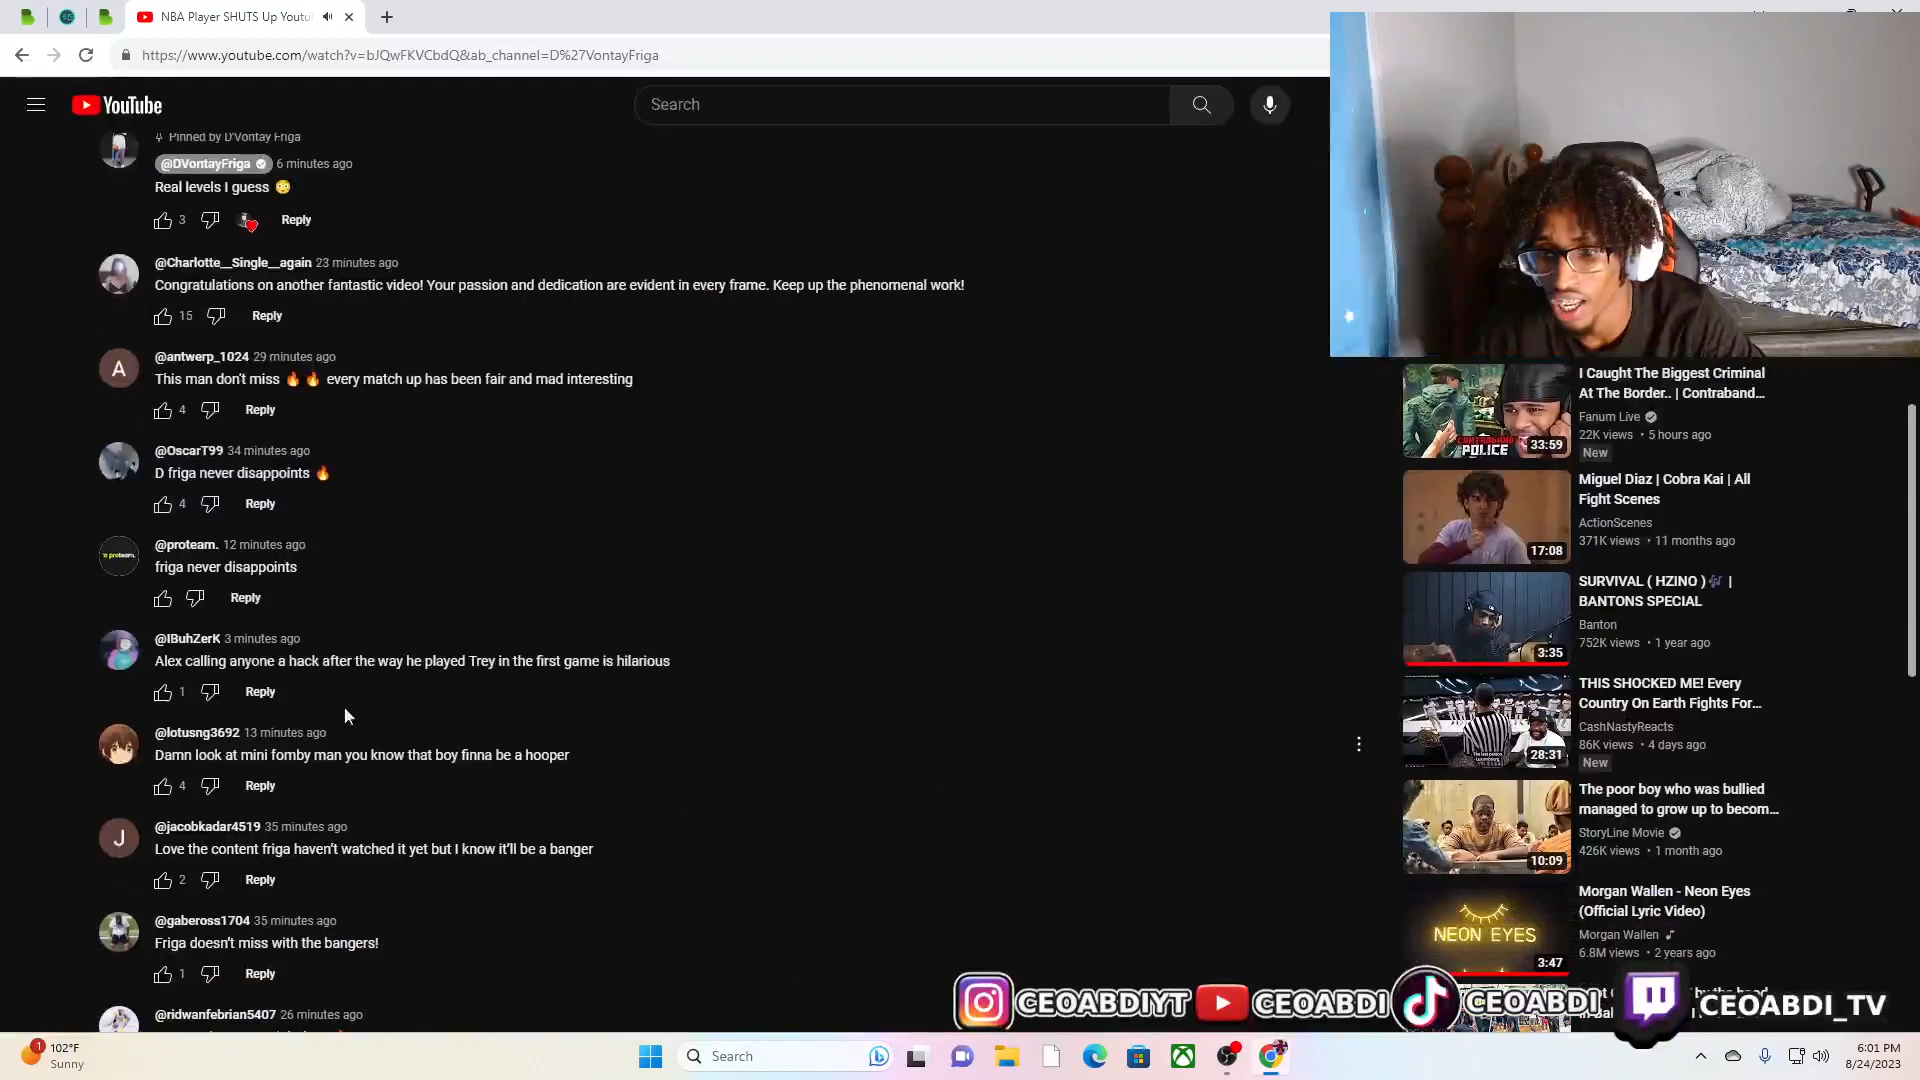 NBA Player SHUTS Up Youtu
https://www.youtube.com/watch?v=bJQwFKVCbdQ&ab_channel=D%27VontayFriga
YouTube
Search
Pinned by D'Vontay Friga
@DVontayFriga 6 minutes ago
Real levels I guess 😳
3 Reply
@Charlotte__Single__again 23 minutes ago
Congratulations on another fantastic video! Your passion and dedication are evident in every frame. Keep up the phenomenal work!
15 Reply
@antwerp_1024 29 minutes ago
A
This man don't miss 🔥 🔥 every match up has been fair and mad interesting
4 Reply
@OscarT99 34 minutes ago
D friga never disappoints 🔥
4 Reply
@proteam. 12 minutes ago
proteam.
friga never disappoints
Reply
@IBuhZerK 3 minutes ago
Alex calling anyone a hack after the way he played Trey in the first game is hilarious
1 Reply
@lotusng3692 13 minutes ago
Damn look at mini fomby man you know that boy finna be a hooper
4 Reply
@jacobkadar4519 35 minutes ago
J
Love the content friga haven't watched it yet but I know it'll be a banger
2 Reply
@gabeross1704 35 minutes ago
Friga doesn't miss with the bangers!
1 Reply
@ridwanfebrian5407 26 minutes ago
I Caught The Biggest Criminal
At The Border.. | Contraband...
Fanum Live
22K views • 5 hours ago
New
CONTRABAND
POLICE
33:59
Miguel Diaz | Cobra Kai | All
Fight Scenes
ActionScenes
371K views • 11 months ago
17:08
SURVIVAL ( HZINO ) 🎶 |
BANTONS SPECIAL
Banton
752K views • 1 year ago
3:35
THIS SHOCKED ME! Every
Country On Earth Fights For...
CashNastyReacts
86K views • 4 days ago
New
28:31
The poor boy who was bullied
managed to grow up to becom...
StoryLine Movie
426K views • 1 month ago
10:09
Morgan Wallen - Neon Eyes
(Official Lyric Video)
Morgan Wallen
6.8M views • 2 years ago
NEON EYES
3:47
CEOABDIYT
CEOABDI
CEOABDI
CEOABDI_TV
1
102°F
Sunny
Search
6:01 PM
8/24/2023